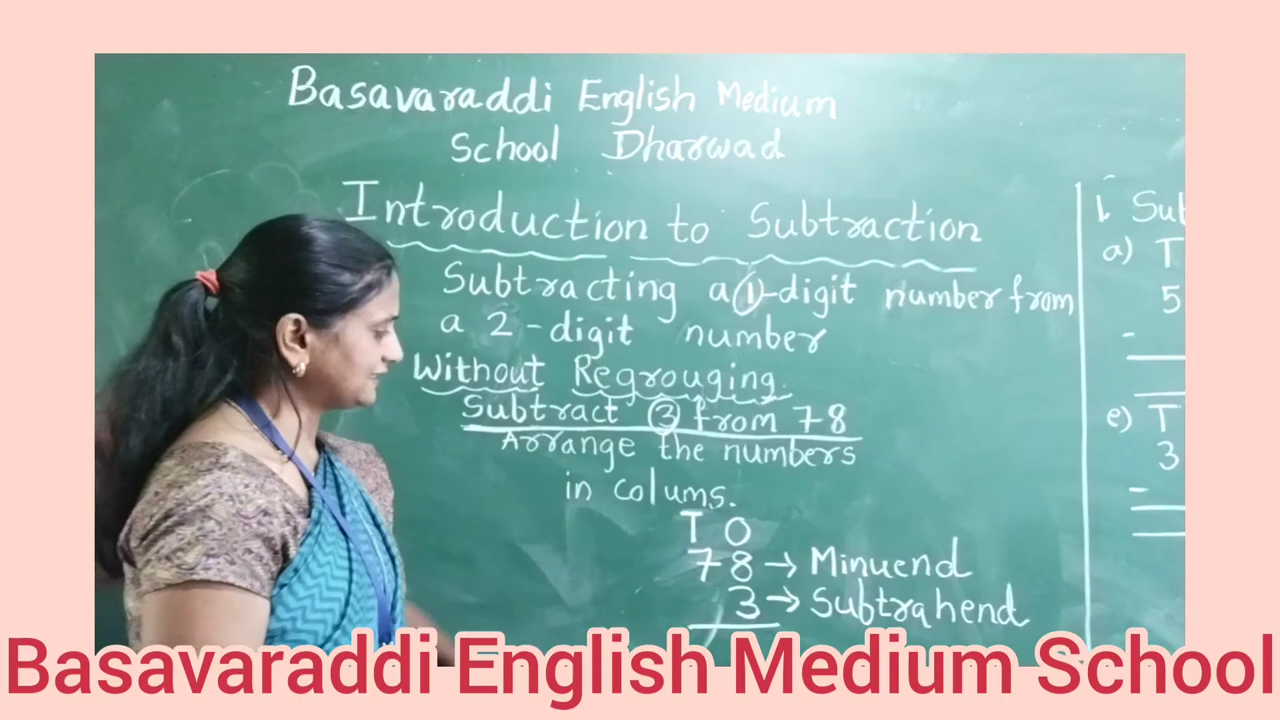 Basavaraddi English Medium
School Dharwad
Introduction to Subtraction
Subtracting a 1-digit number from
a 2-digit number
Without Regrouging.
Subtract 3 from 78
Arrange the numbers
in colums.
T O
78 → Minuend
3 → Subtrahend
1. Sub
a) T
5
-
e) T
3
-
Basavaraddi English Medium School